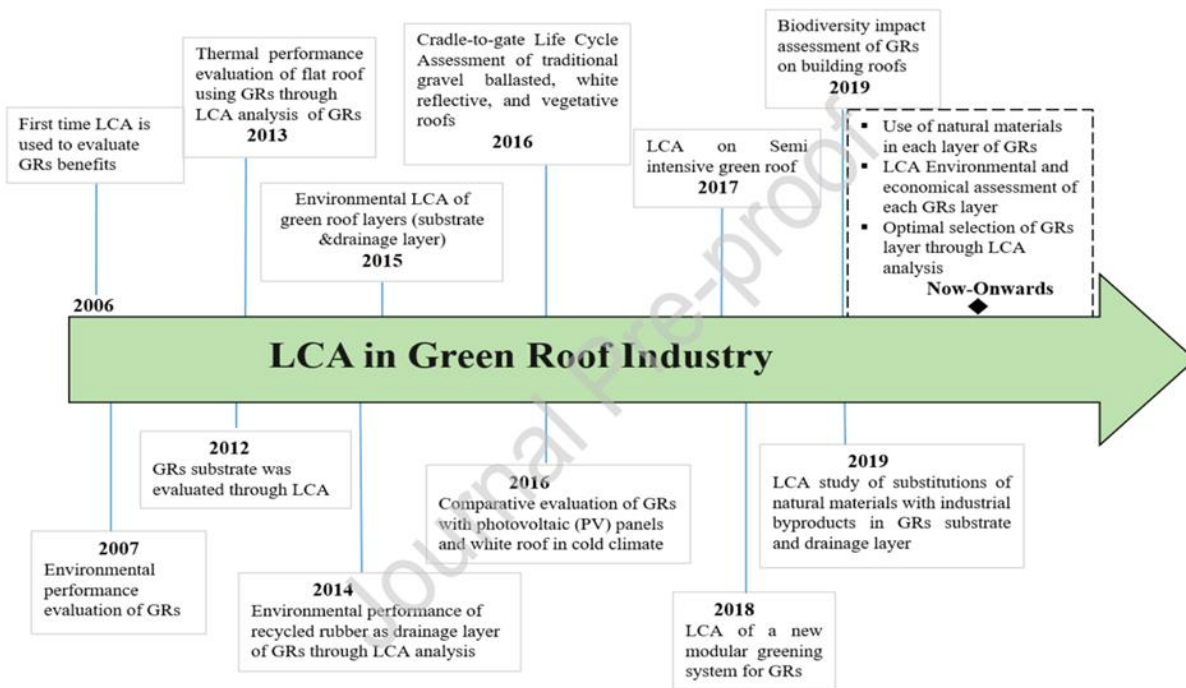 First time LCA is
used to evaluate
GRs benefits
2006
Thermal performance
evaluation of flat roof
using GRs through
LCA analysis of GRs
2013
Environmental LCA of
green roof layers (substrate
&drainage layer)
2015
Cradle-to-gate Life Cycle
Assessment of traditional
gravel ballasted, white
reflective, and vegetative
roofs
2016
LCA on Semi
intensive green roof
2017
Biodiversity impact
assessment of GRs
on building roofs
2019
▪ Use of natural materials
in each layer of GRs
▪ LCA Environmental and
economical assessment of
each GRs layer
▪ Optimal selection of GRs
layer through LCA
analysis
Now-Onwards
LCA in Green Roof Industry
2007
Environmental
performance
evaluation of GRs
2012
GRs substrate was
evaluated through LCA
2014
Environmental performance of
recycled rubber as drainage layer
of GRs through LCA analysis
2016
Comparative evaluation of GRs
with photovoltaic (PV) panels
and white roof in cold climate
2018
LCA of a new
modular greening
system for GRs
2019
LCA study of substitutions of
natural materials with industrial
byproducts in GRs substrate
and drainage layer
Journal Pre-proof